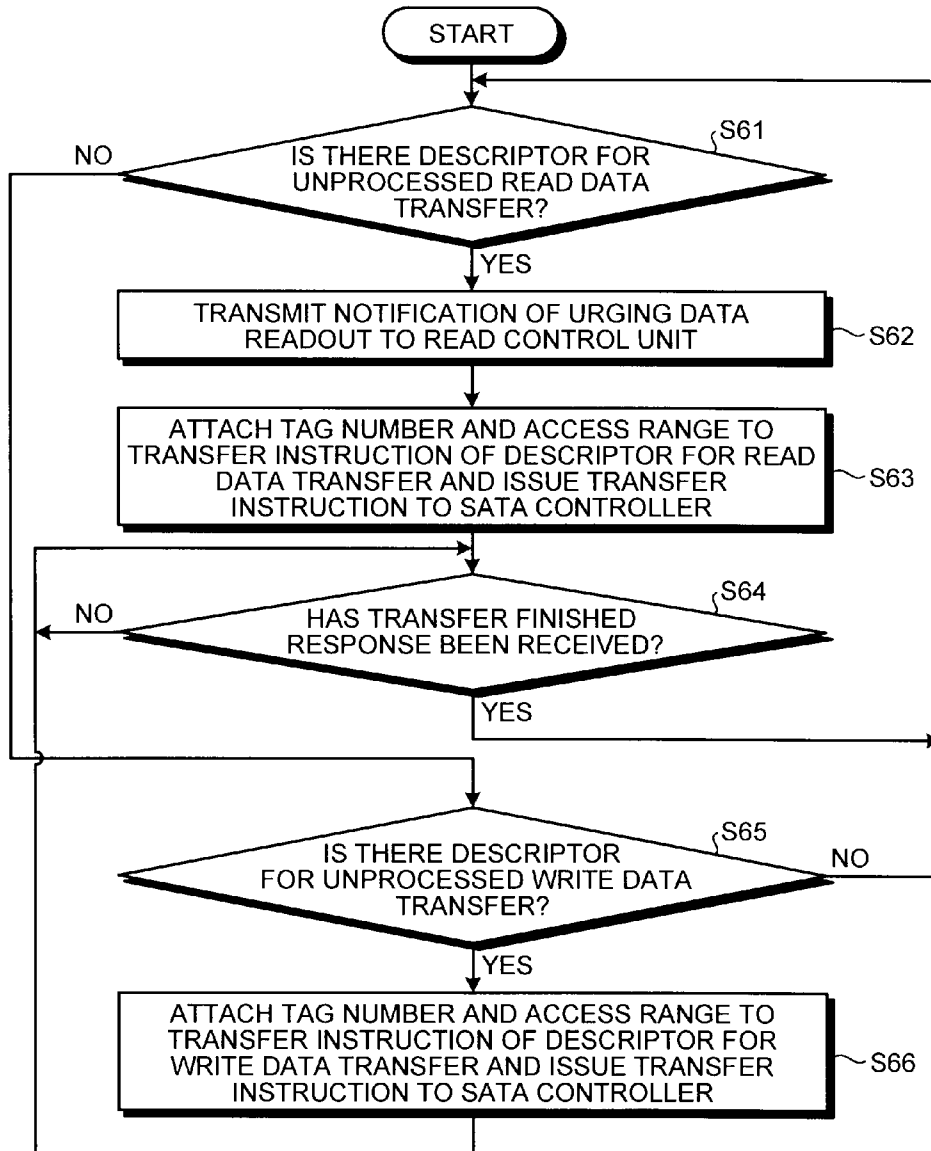 START
S61
NO
IS THERE DESCRIPTOR FOR
UNPROCESSED READ DATA
TRANSFER?
YES
TRANSMIT NOTIFICATION OF URGING DATA
READOUT TO READ CONTROL UNIT
S62
ATTACH TAG NUMBER AND ACCESS RANGE TO
TRANSFER INSTRUCTION OF DESCRIPTOR FOR READ
DATA TRANSFER AND ISSUE TRANSFER
INSTRUCTION TO SATA CONTROLLER
S63
S64
NO
HAS TRANSFER FINISHED
RESPONSE BEEN RECEIVED?
YES
S65
IS THERE DESCRIPTOR
FOR UNPROCESSED WRITE DATA
TRANSFER?
NO
YES
ATTACH TAG NUMBER AND ACCESS RANGE TO
TRANSFER INSTRUCTION OF DESCRIPTOR FOR
WRITE DATA TRANSFER AND ISSUE TRANSFER
INSTRUCTION TO SATA CONTROLLER
S66